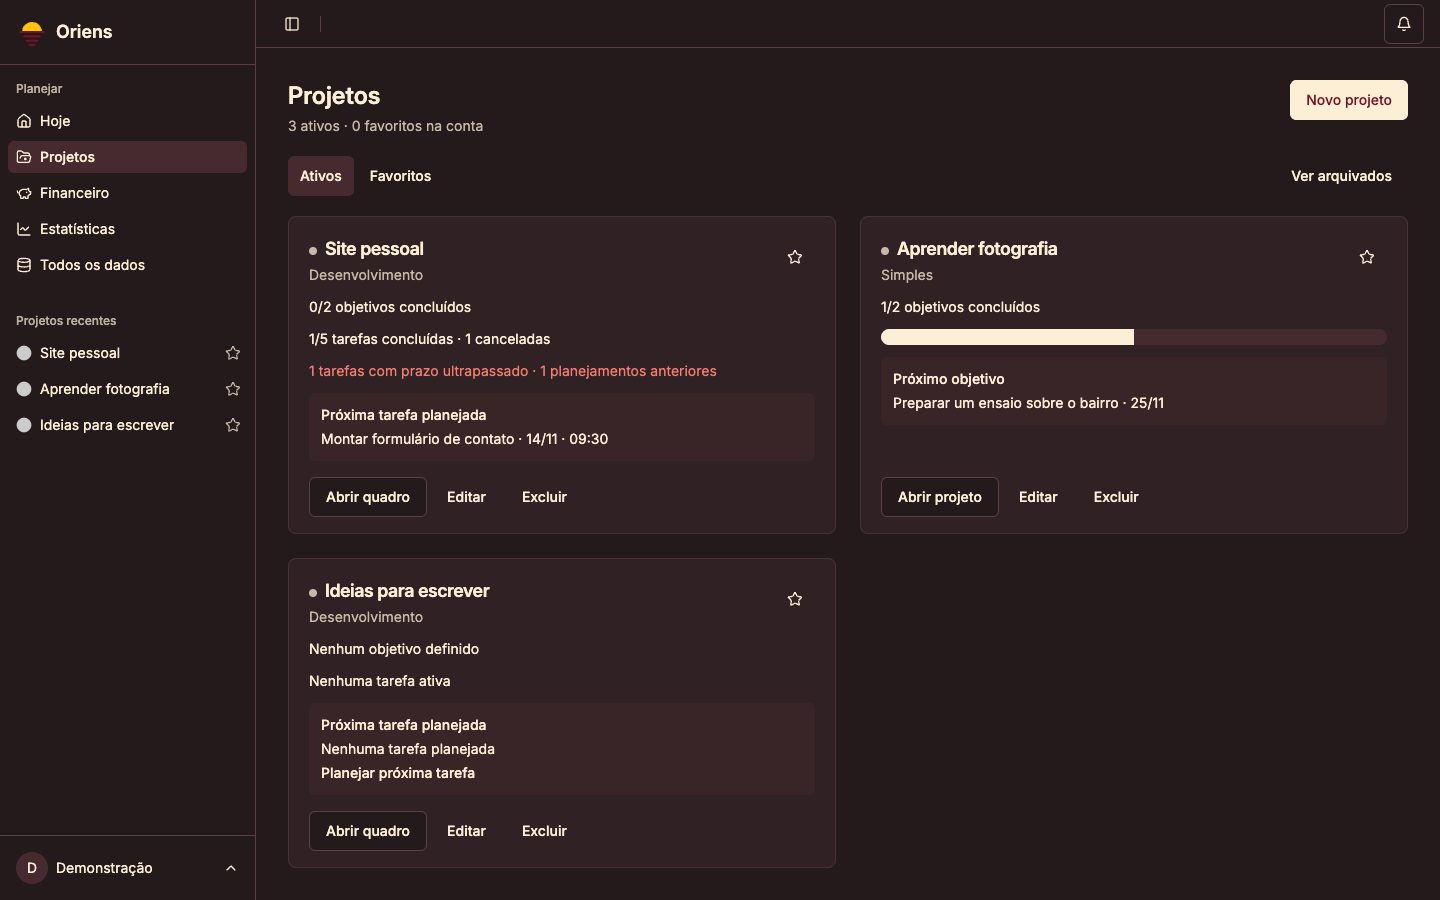 Oriens
Planejar
Hoje
Projetos
Financeiro
Estatísticas
Todos os dados
Projetos recentes
Site pessoal
Aprender fotografia
Ideias para escrever
D
Demonstração
Projetos
3 ativos · 0 favoritos na conta
Novo projeto
Ativos
Favoritos
Ver arquivados
Site pessoal
Desenvolvimento
0/2 objetivos concluídos
1/5 tarefas concluídas · 1 canceladas
1 tarefas com prazo ultrapassado · 1 planejamentos anteriores
Próxima tarefa planejada
Montar formulário de contato · 14/11 · 09:30
Abrir quadro
Editar
Excluir
Aprender fotografia
Simples
1/2 objetivos concluídos
Próximo objetivo
Preparar um ensaio sobre o bairro · 25/11
Abrir projeto
Editar
Excluir
Ideias para escrever
Desenvolvimento
Nenhum objetivo definido
Nenhuma tarefa ativa
Próxima tarefa planejada
Nenhuma tarefa planejada
Planejar próxima tarefa
Abrir quadro
Editar
Excluir